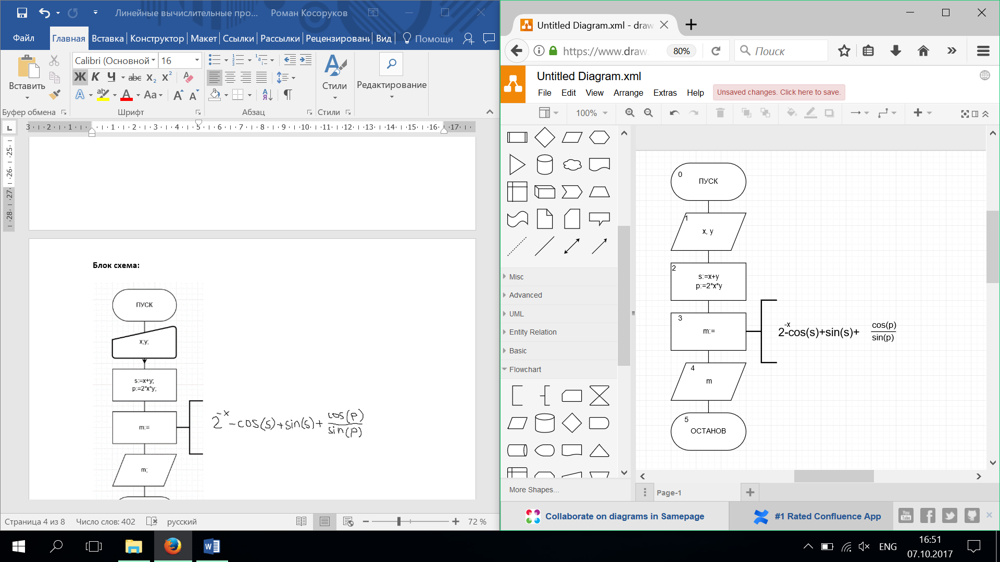 Линейные вычислительные про...
Роман Косоруков
Файл
Главная
Вставка
Конструктор
Макет
Ссылки
Рассылки
Рецензировани
Вид
Помощн
Вставить
Calibri (Основной
16
Ж К Ч abc X₂ X²
A ab A Aa A A
Стили
Редактирование
Буфер обмена
Шрифт
Абзац
Стили
3 2 1 1 2 3 4 5 6 7 8 9 10 11 12 13 14 15 16 17
25
26
27
28
Блок схема:
ПУСК
x;y;
s:=x+y;
p:=2*x*y;
m:=
2^-x - cos(s)+sin(s)+ cos(p)
sin(p)
m;
Страница 4 из 8
Число слов: 402
русский
72 %
Untitled Diagram.xml - draw
https://www.draw.
80%
Поиск
Untitled Diagram.xml
File Edit View Arrange Extras Help
Unsaved changes. Click here to save.
100%
Misc
Advanced
UML
Entity Relation
Basic
Flowchart
More Shapes...
0
ПУСК
1
x, y
2
s:=x+y
p:=2*x*y
3
m:=
-x
2-cos(s)+sin(s)+
cos(p)
sin(p)
4
m
5
ОСТАНОВ
Page-1
Collaborate on diagrams in Samepage
#1 Rated Confluence App
You
Tube
ENG
16:51
07.10.2017